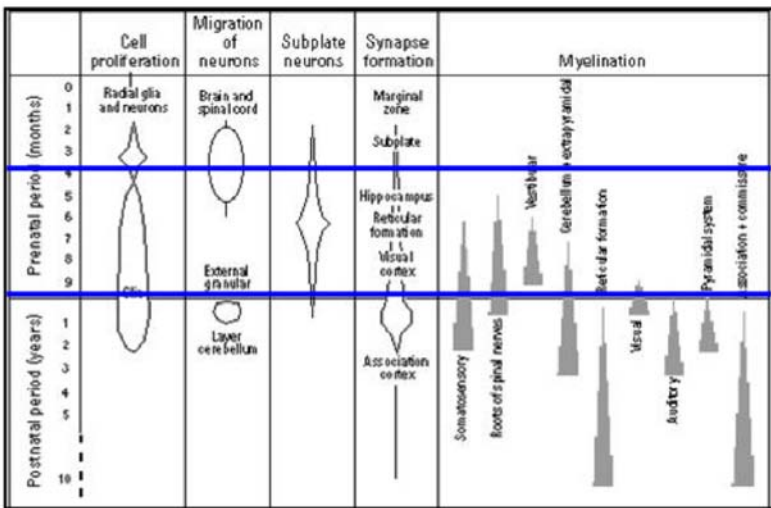 Cell
proliferation
Migration
of
neurons
Subplate
neurons
Synapse
formation
Myelination
Prenatal period (months)
0
1
2
3
4
5
6
7
8
9
Postnatal period (years)
1
2
3
4
5
10
Radial glia
and neurons
Brain and
spinal cord
External
granular
Layer
cerebellum
Marginal
zone
Subplate
Hippocampus
Reticular
formation
Visual
cortex
Association
cortex
Somatosensory
Roots of spinal nerves
Vestibular
Cerebellum + extrapyramidal
Reticular formation
Visual
Auditory
Pyramidal system
Association + commissure